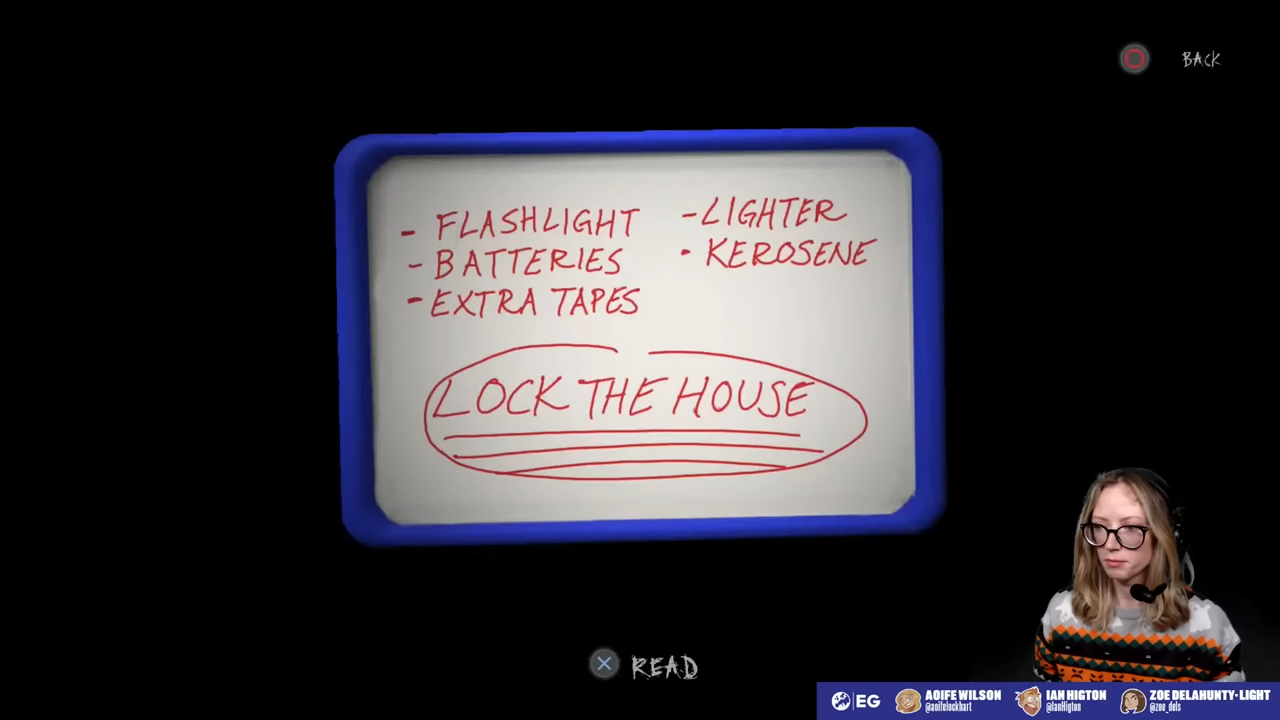 BACK
- FLASHLIGHT
- BATTERIES
- EXTRA TAPES
- LIGHTER
- KEROSENE
LOCK THE HOUSE
READ
EG
AOIFE WILSON
@aoifelockhart
IAN HIGTON
@IanHigton
ZOE DELAHUNTY-LIGHT
@zoo_dels